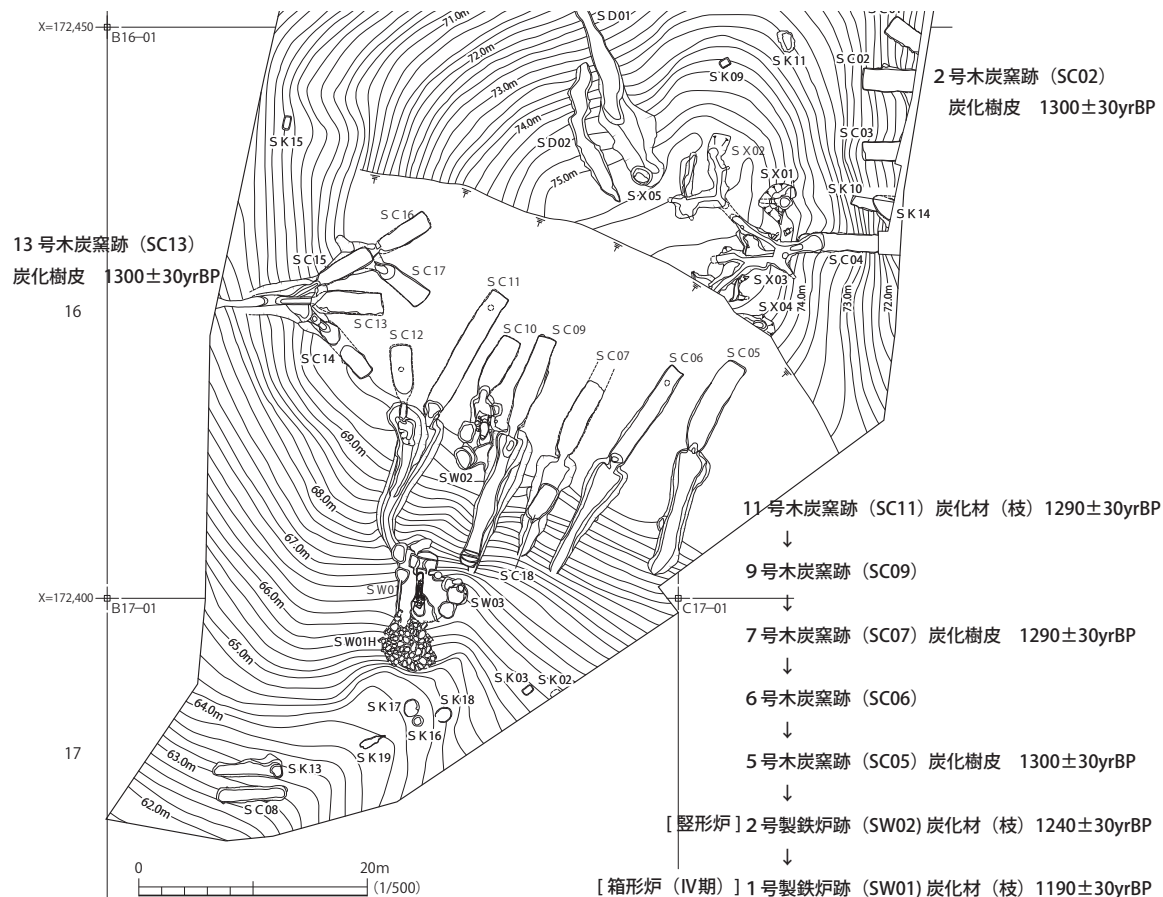 X=172,450
B16−01
71.0m
72.0m
73.0m
74.0m
75.0m
SD01
SK09
SK11
SC02
SC03
SK10
SK14
SK15
SD02
SX05
SX02
SX01
SC04
SX03
SX04
74.0m
73.0m
72.0m
2号木炭窯跡（SC02）
炭化樹皮　1300±30yrBP
13号木炭窯跡（SC13）
炭化樹皮　1300±30yrBP
16
SC16
SC15
SC17
SC13
SC14
SC12
SC11
SC10
SC09
SC07
SC06
SC05
69.0m
68.0m
67.0m
66.0m
65.0m
64.0m
63.0m
62.0m
SW02
SC18
SW03
SW01H
X=172,400
B17−01
C17−01
SK03
SK02
SK17
SK18
SK16
SK19
SK13
SC08
17
11号木炭窯跡（SC11）炭化材（枝）1290±30yrBP
↓
9号木炭窯跡（SC09）
↓
7号木炭窯跡（SC07）炭化樹皮　1290±30yrBP
↓
6号木炭窯跡（SC06）
↓
5号木炭窯跡（SC05）炭化樹皮　1300±30yrBP
↓
[竪形炉] 2号製鉄炉跡（SW02) 炭化材（枝）1240±30yrBP
↓
[箱形炉（Ⅳ期）] 1号製鉄炉跡（SW01) 炭化材（枝）1190±30yrBP
0
20m
(1/500)